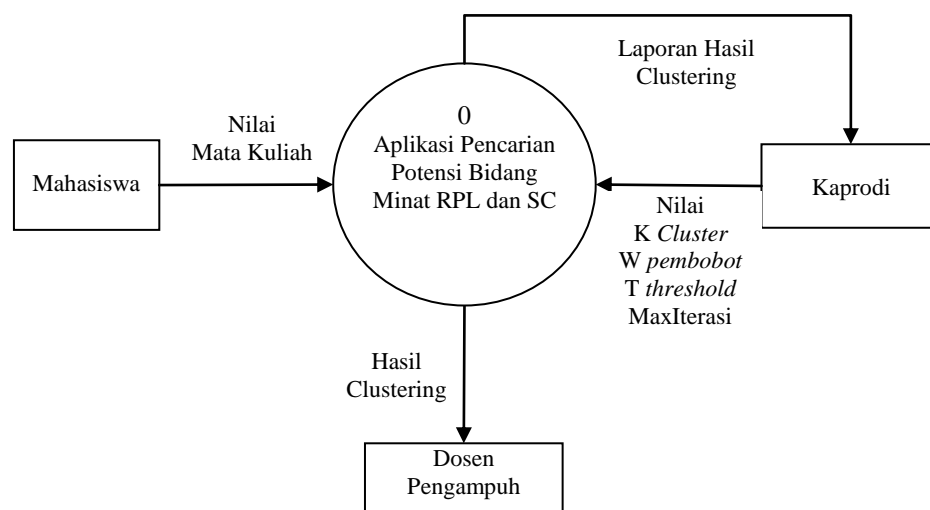 Laporan Hasil
Clustering
Nilai
Mata Kuliah
Mahasiswa
0
Aplikasi Pencarian
Potensi Bidang
Minat RPL dan SC
Kaprodi
Nilai
K Cluster
W pembobot
T threshold
MaxIterasi
Hasil
Clustering
Dosen
Pengampuh